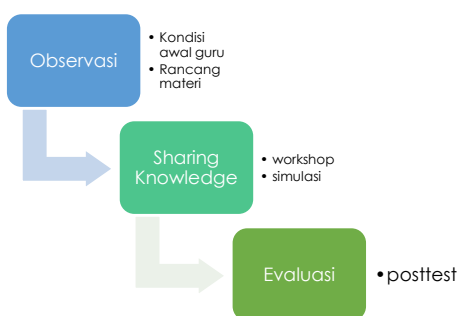 Observasi
• Kondisi
awal guru
• Rancang
materi
Sharing
Knowledge
• workshop
• simulasi
Evaluasi
• posttest